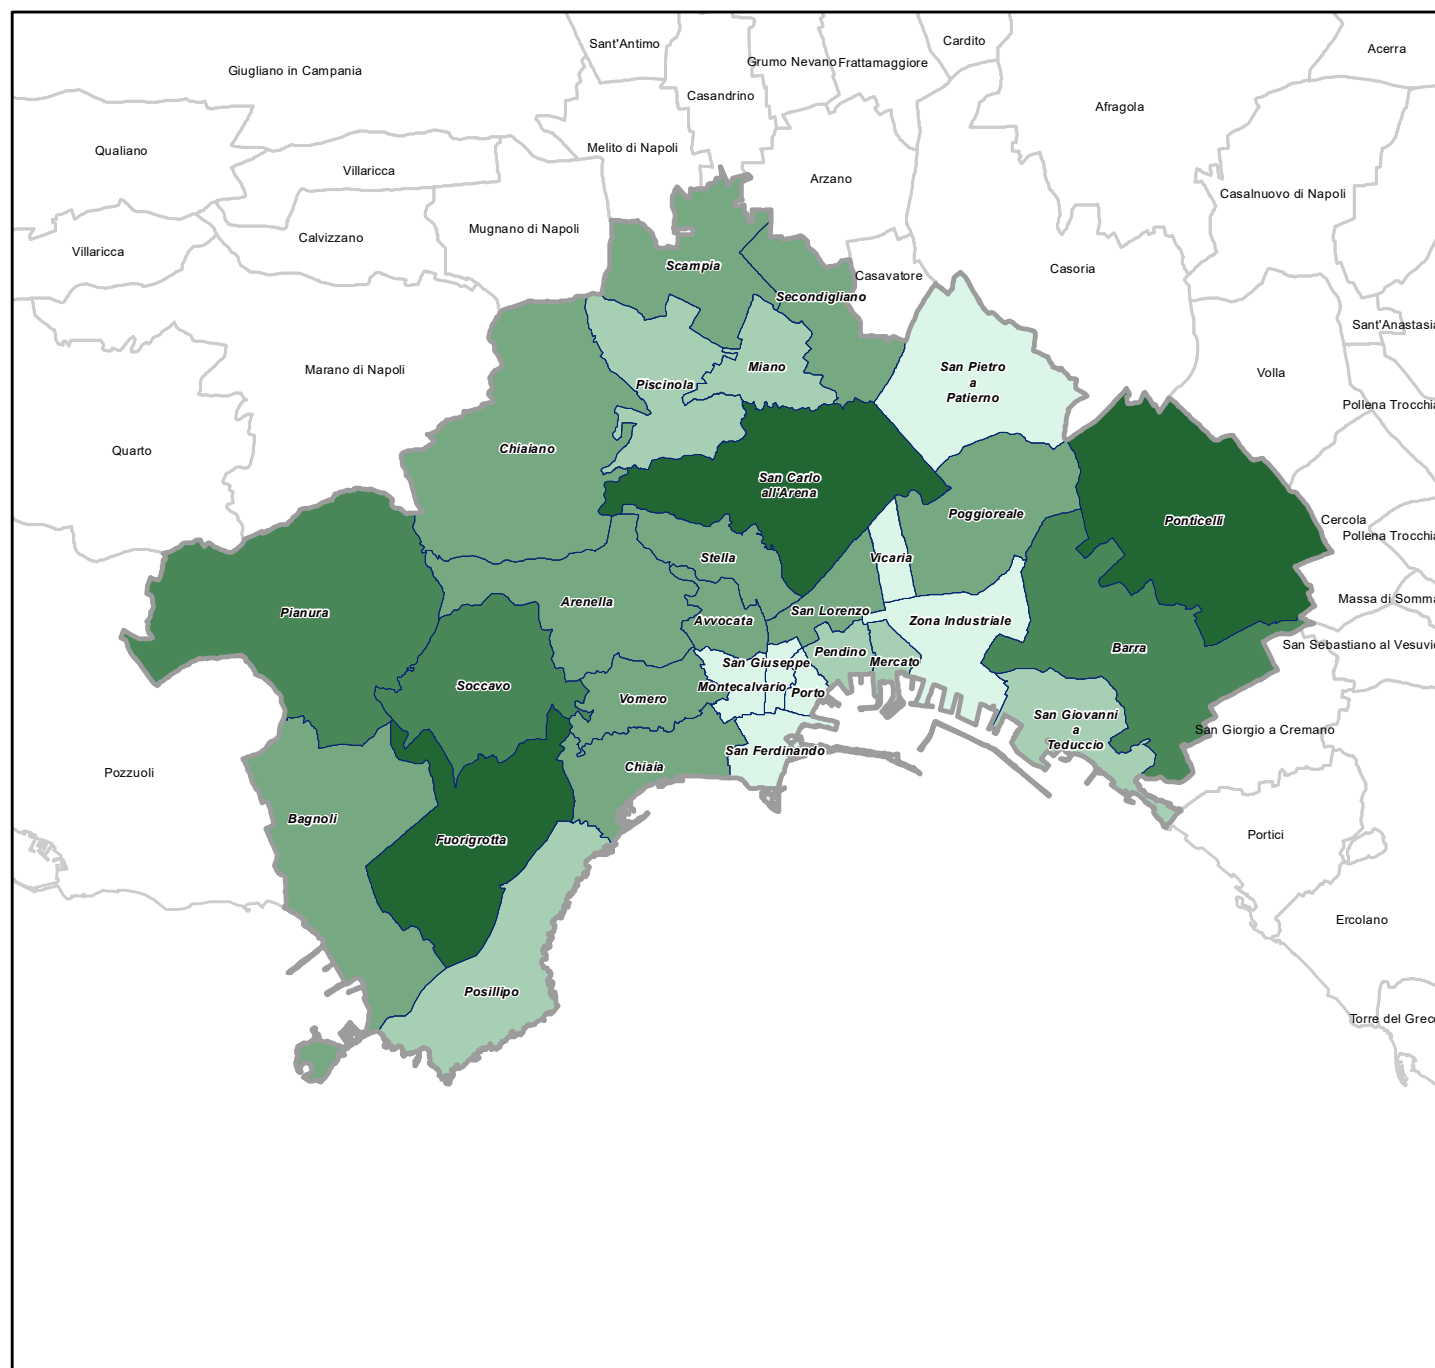 Sant'Antimo
Cardito
Acerra
Grumo Nevano
Frattamaggiore
Giugliano in Campania
Casandrino
Afragola
Qualiano
Melito di Napoli
Villaricca
Arzano
Casalnuovo di Napoli
Mugnano di Napoli
Calvizzano
Villaricca
Scampia
Casavatore
Casoria
Secondigliano
Sant'Anastasia
Marano di Napoli
Miano
San Pietro
a
Patierno
Volla
Piscinola
Pollena Trocchia
Quarto
Chiaiano
San Carlo
all'Arena
Poggioreale
Ponticelli
Cercola
Pollena Trocchia
Stella
Vicaria
Massa di Somma
Pianura
Arenella
Avvocata
San Lorenzo
Zona Industriale
Barra
San Sebastiano al Vesuvio
Pendino
Mercato
San Giuseppe
Soccavo
Vomero
Montecalvario
Porto
San Giovanni
a
Teduccio
San Giorgio a Cremano
San Ferdinando
Pozzuoli
Chiaia
Bagnoli
Fuorigrotta
Portici
Ercolano
Posillipo
Torre del Greco